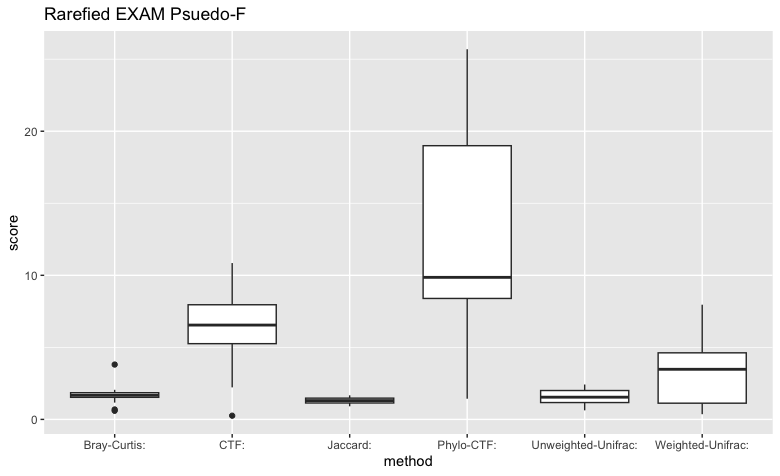 Rarefied EXAM Psuedo-F
score
20
10
0
Bray-Curtis: CTF: Jaccard: Phylo-CTF: Unweighted-Unifrac: Weighted-Unifrac:
method